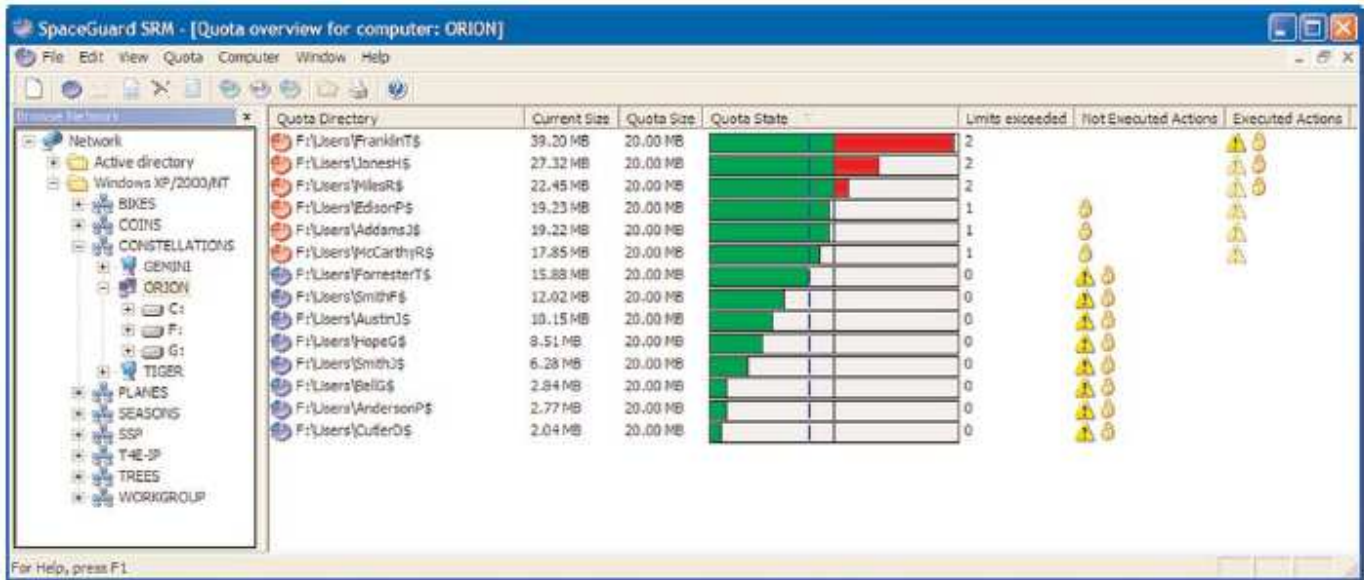 SpaceGuard SRM - [Quota overview for computer: ORION]
File Edit View Quota Computer Window Help
Browse Network
Network
Active directory
Windows XP/2000/NT
BIKES
COINS
CONSTELLATIONS
GEMINI
ORION
C:
F:
G:
TIGER
PLANES
SEASONS
SSP
T4E-IP
TREES
WORKGROUP
Quota Directory Current Size Quota Size Quota State Limits exceeded Not Executed Actions Executed Actions
F:\Users\FranklinT$ 39.20 MB 20.00 MB 2
F:\Users\JonesH$ 27.32 MB 20.00 MB 2
F:\Users\MilesR$ 22.45 MB 20.00 MB 2
F:\Users\EdisonP$ 19.23 MB 20.00 MB 1
F:\Users\AddamsJ$ 19.22 MB 20.00 MB 1
F:\Users\McCarthyR$ 17.85 MB 20.00 MB 1
F:\Users\ForresterT$ 15.88 MB 20.00 MB 0
F:\Users\SmithF$ 12.02 MB 20.00 MB 0
F:\Users\AustinJ$ 10.15 MB 20.00 MB 0
F:\Users\HopeG$ 8.51 MB 20.00 MB 0
F:\Users\SmithJ$ 6.28 MB 20.00 MB 0
F:\Users\BellG$ 2.84 MB 20.00 MB 0
F:\Users\AndersonP$ 2.77 MB 20.00 MB 0
F:\Users\CutlerD$ 2.04 MB 20.00 MB 0
For Help, press F1